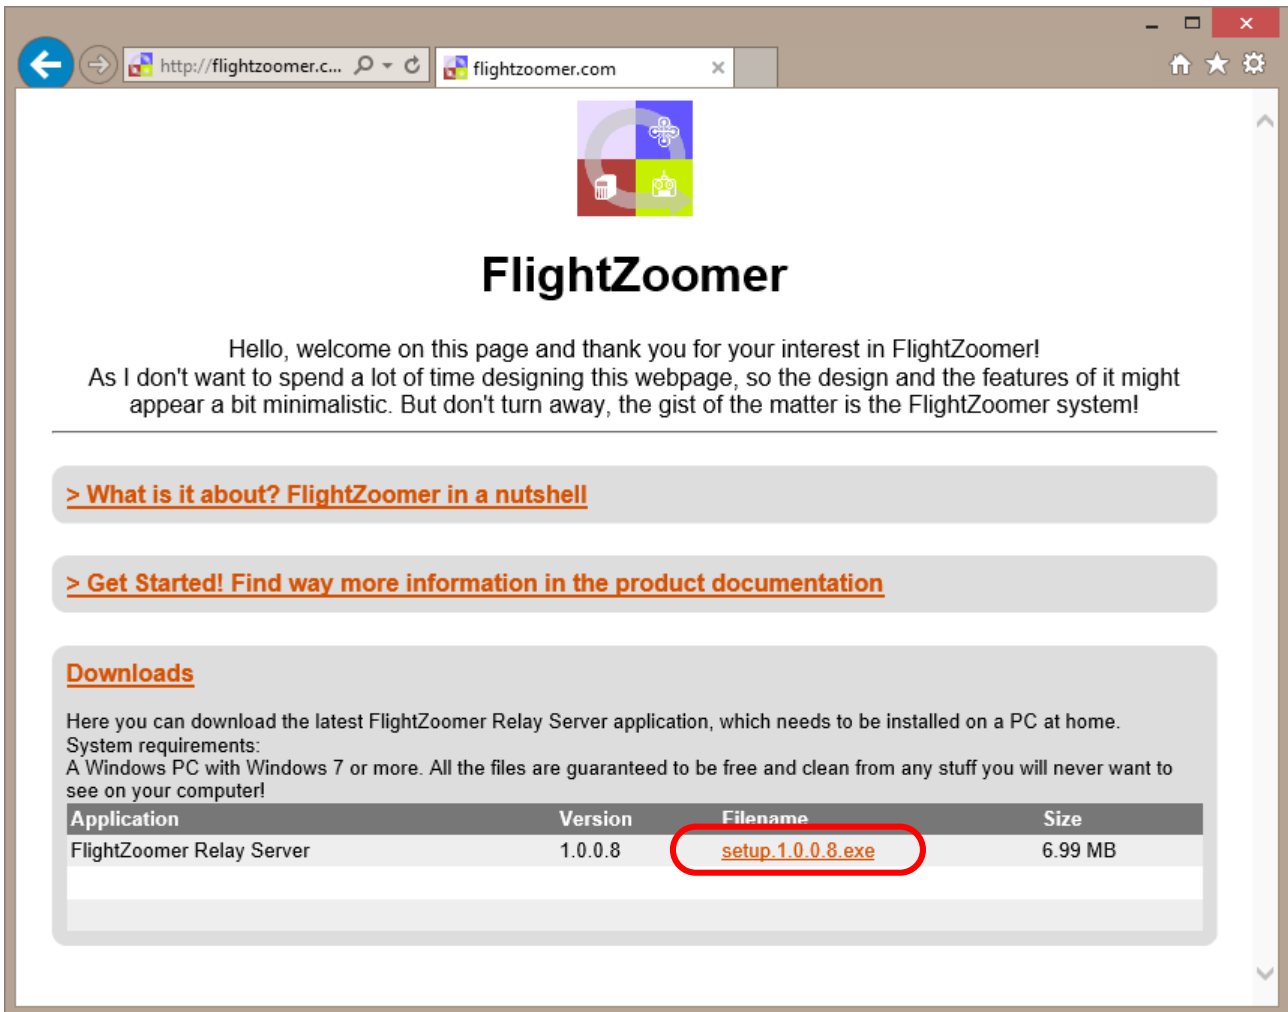 http://flightzoomer.c...
flightzoomer.com
FlightZoomer
Hello, welcome on this page and thank you for your interest in FlightZoomer!
As I don't want to spend a lot of time designing this webpage, so the design and the features of it might
appear a bit minimalistic. But don't turn away, the gist of the matter is the FlightZoomer system!
> What is it about? FlightZoomer in a nutshell
> Get Started! Find way more information in the product documentation
Downloads
Here you can download the latest FlightZoomer Relay Server application, which needs to be installed on a PC at home.
System requirements:
A Windows PC with Windows 7 or more. All the files are guaranteed to be free and clean from any stuff you will never want to
see on your computer!
Application Version Filename Size
FlightZoomer Relay Server 1.0.0.8 setup.1.0.0.8.exe 6.99 MB